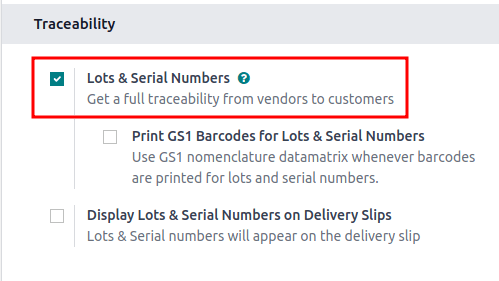 Traceability
Lots & Serial Numbers ?
Get a full traceability from vendors to customers
Print GS1 Barcodes for Lots & Serial Numbers
Use GS1 nomenclature datamatrix whenever barcodes
are printed for lots and serial numbers.
Display Lots & Serial Numbers on Delivery Slips
Lots & Serial numbers will appear on the delivery slip